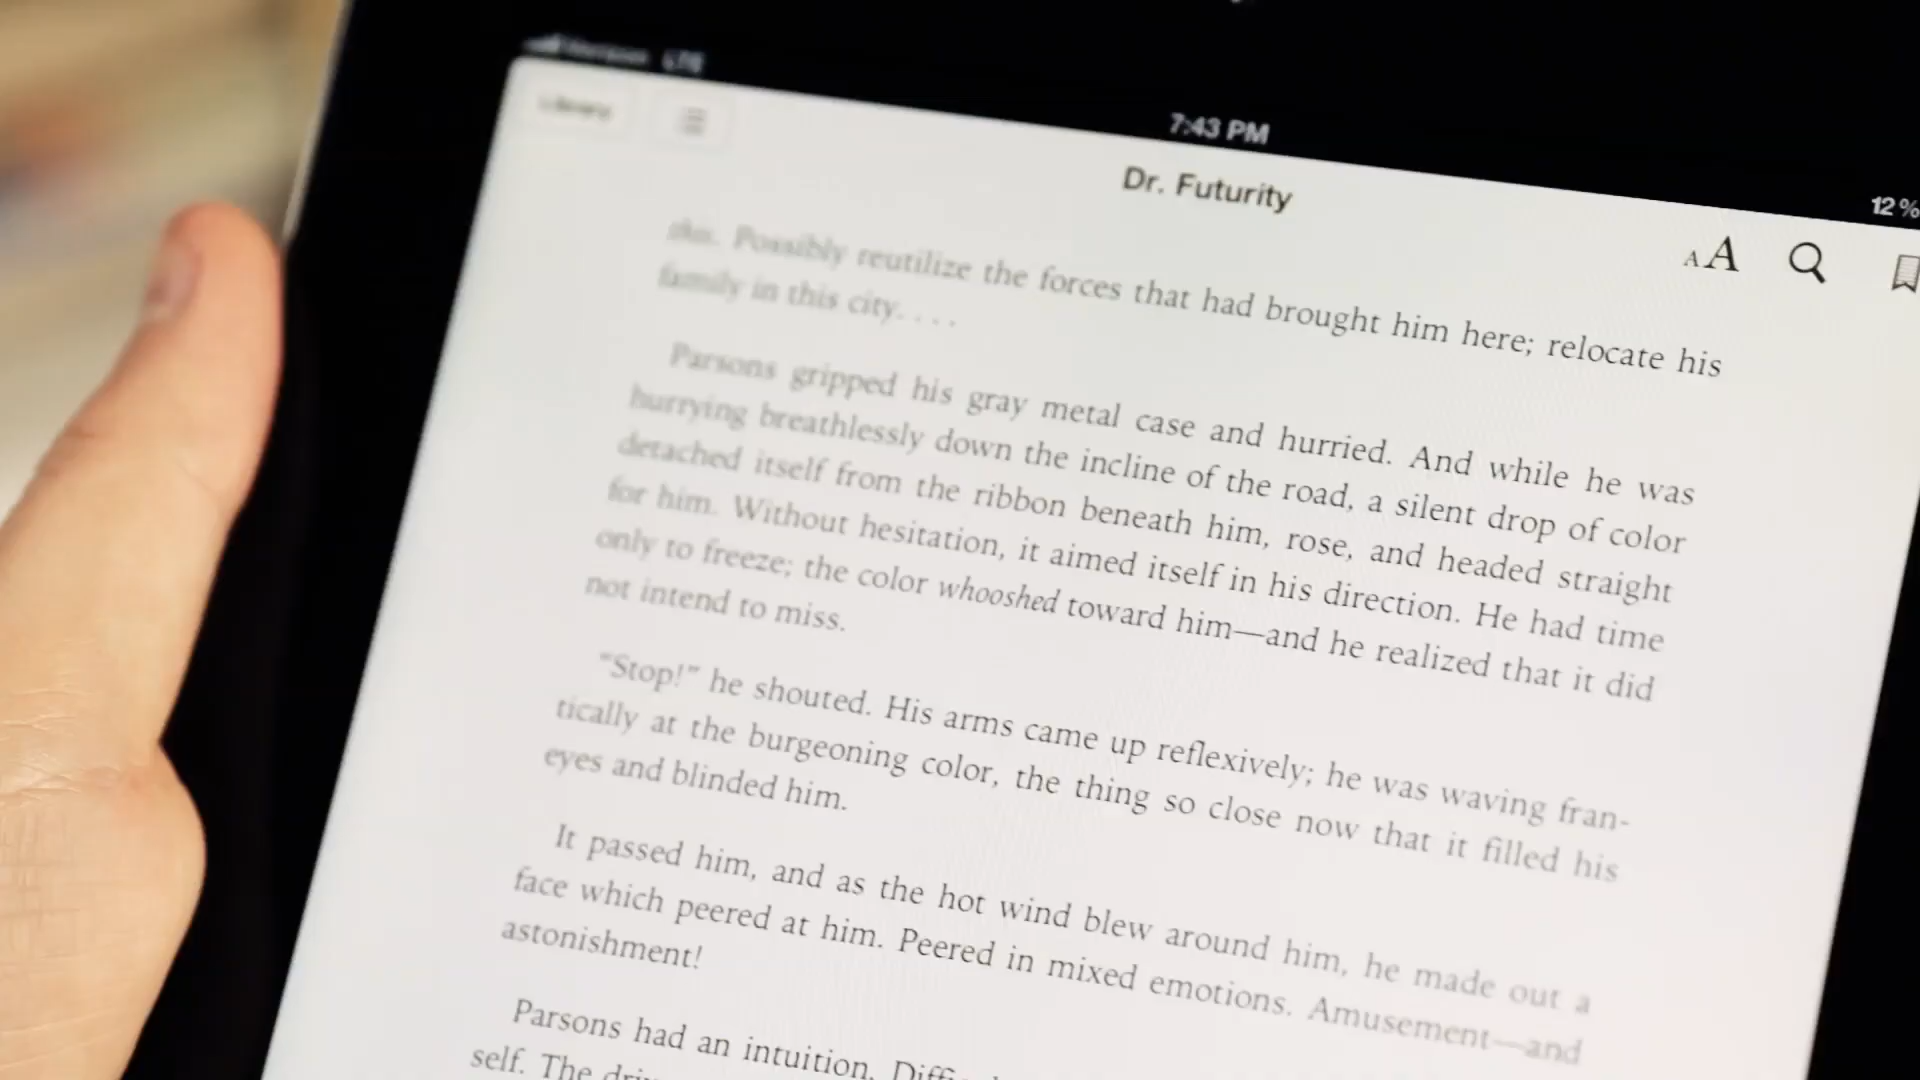 Verizon LTE
7:43 PM
12%
Library
Dr. Futurity
AA
this. Possibly reutilize the forces that had brought him here; relocate his
family in this city. . . .
Parsons gripped his gray metal case and hurried. And while he was
hurrying breathlessly down the incline of the road, a silent drop of color
detached itself from the ribbon beneath him, rose, and headed straight
for him. Without hesitation, it aimed itself in his direction. He had time
only to freeze; the color whooshed toward him—and he realized that it did
not intend to miss.
“Stop!” he shouted. His arms came up reflexively; he was waving fran-
tically at the burgeoning color, the thing so close now that it filled his
eyes and blinded him.
It passed him, and as the hot wind blew around him, he made out a
face which peered at him. Peered in mixed emotions. Amusement—and
astonishment!
Parsons had an intuition.
self. The